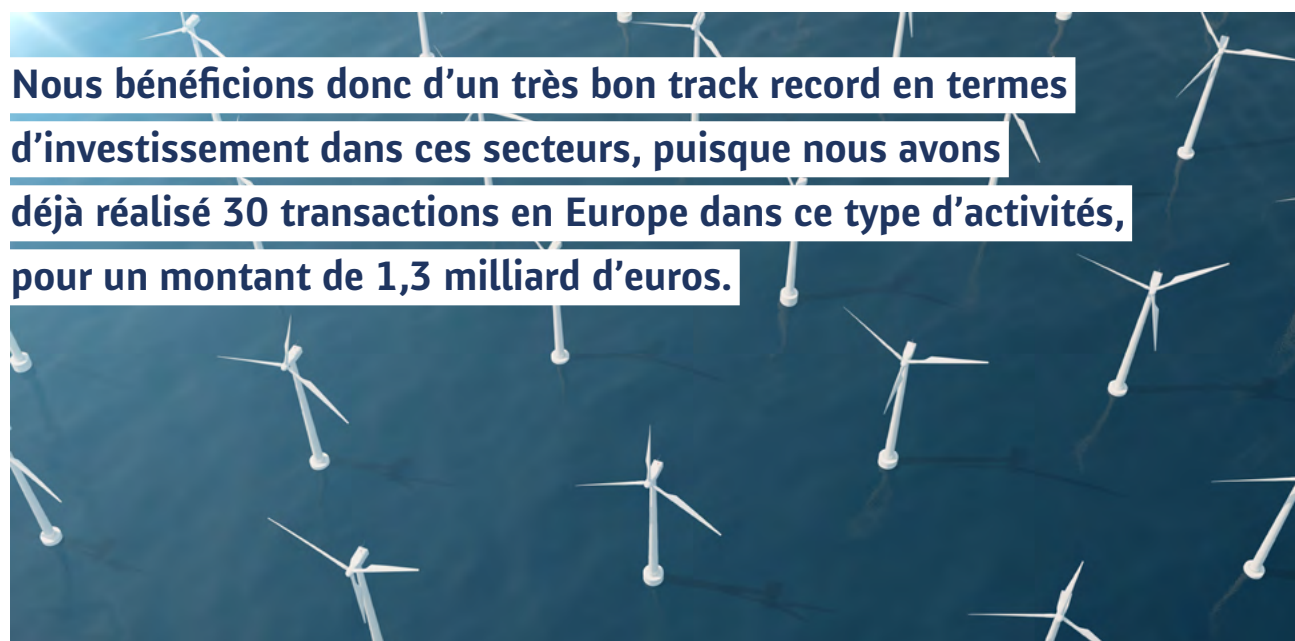 Nous bénéficions donc d’un très bon track record en termes
d’investissement dans ces secteurs, puisque nous avons
déjà réalisé 30 transactions en Europe dans ce type d’activités,
pour un montant de 1,3 milliard d’euros.